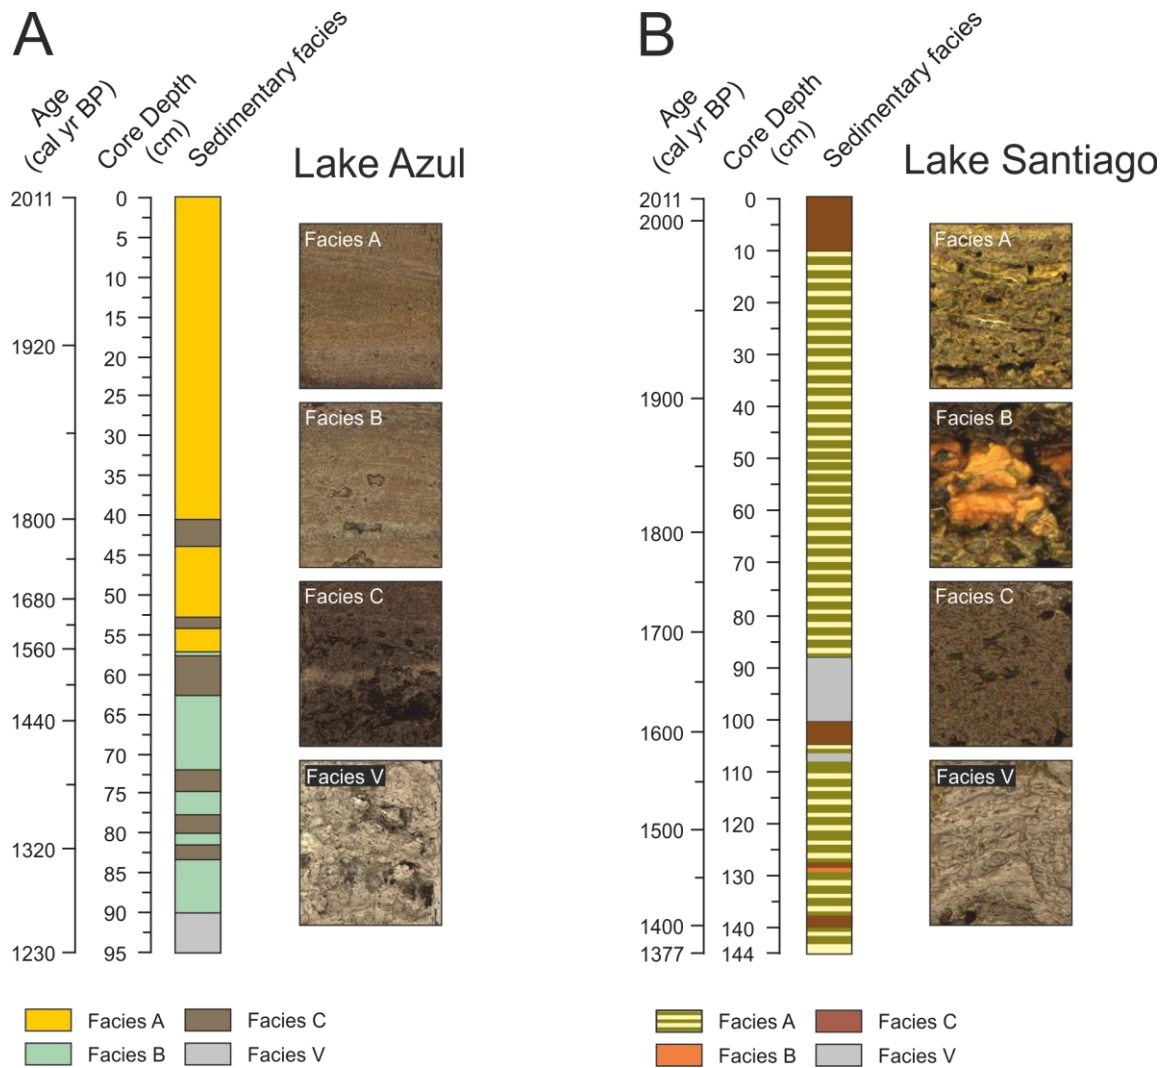 A
Age
(cal yr BP)
Core Depth
(cm)
Sedimentary facies
Lake Azul
2011
1920
1800
1680
1560
1440
1320
1230
0
5
10
15
20
25
30
35
40
45
50
55
60
65
70
75
80
85
90
95
Facies A
Facies B
Facies C
Facies V
Facies A
Facies C
Facies B
Facies V
B
Age
(cal yr BP)
Core Depth
(cm)
Sedimentary facies
Lake Santiago
2011
2000
1900
1800
1700
1600
1500
1400
1377
0
10
20
30
40
50
60
70
80
90
100
110
120
130
140
144
Facies A
Facies B
Facies C
Facies V
Facies A
Facies C
Facies B
Facies V